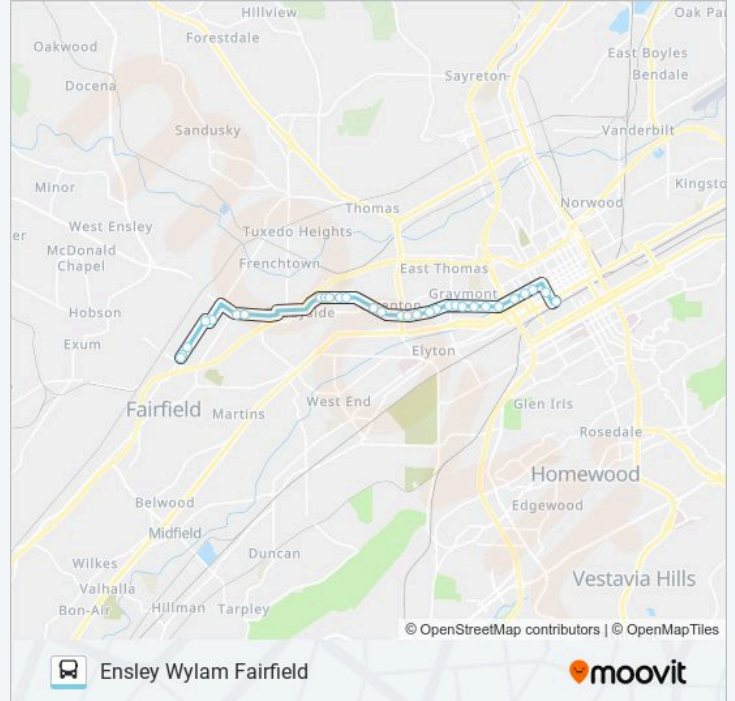 Hillview
Oak Pa
Forestdale
Oakwood
East Boyles
Bendale
Sayreton
Docena
Sandusky
Vanderbilt
Minor
Kingsto
Norwood
Thomas
West Ensley
er
Tuxedo Heights
McDonald
Chapel
Frenchtown
East Thomas
Graymont
Hobson
Exum
Elyton
West End
Fairfield
Martins
Glen Iris
Rosedale
Homewood
Belwood
Edgewood
Midfield
Duncan
Wilkes
Valhalla
Vestavia Hills
Bon-Air
Hillman
Tarpley
© OpenStreetMap contributors | © OpenMapTiles
Ensley Wylam Fairfield
moovit